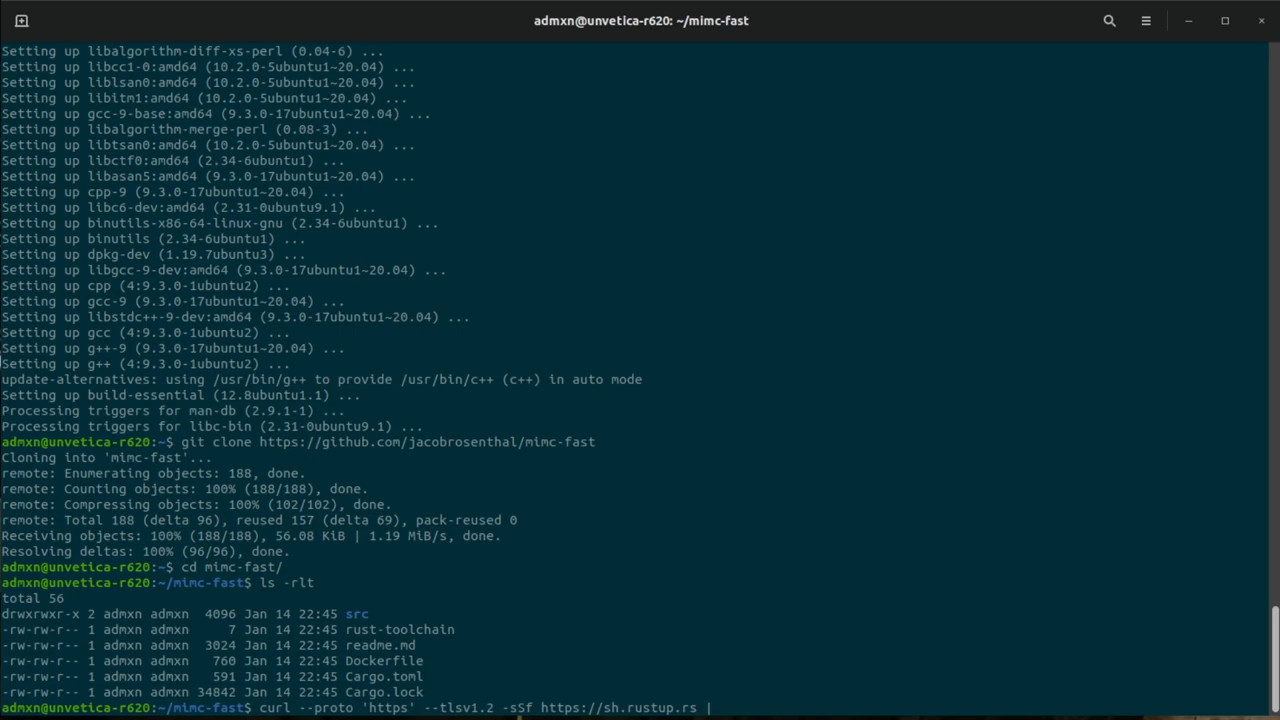 admxn@unvetica-r620: ~/mimc-fast
Setting up libalgorithm-diff-xs-perl (0.04-6) ...
Setting up libcc1-0:amd64 (10.2.0-5ubuntu1~20.04) ...
Setting up liblsan0:amd64 (10.2.0-5ubuntu1~20.04) ...
Setting up libitm1:amd64 (10.2.0-5ubuntu1~20.04) ...
Setting up gcc-9-base:amd64 (9.3.0-17ubuntu1~20.04) ...
Setting up libalgorithm-merge-perl (0.08-3) ...
Setting up libtsan0:amd64 (10.2.0-5ubuntu1~20.04) ...
Setting up libctf0:amd64 (2.34-6ubuntu1) ...
Setting up libasan5:amd64 (9.3.0-17ubuntu1~20.04) ...
Setting up cpp-9 (9.3.0-17ubuntu1~20.04) ...
Setting up libc6-dev:amd64 (2.31-0ubuntu9.1) ...
Setting up binutils-x86-64-linux-gnu (2.34-6ubuntu1) ...
Setting up binutils (2.34-6ubuntu1) ...
Setting up dpkg-dev (1.19.7ubuntu3) ...
Setting up libgcc-9-dev:amd64 (9.3.0-17ubuntu1~20.04) ...
Setting up cpp (4:9.3.0-1ubuntu2) ...
Setting up gcc-9 (9.3.0-17ubuntu1~20.04) ...
Setting up libstdc++-9-dev:amd64 (9.3.0-17ubuntu1~20.04) ...
Setting up gcc (4:9.3.0-1ubuntu2) ...
Setting up g++-9 (9.3.0-17ubuntu1~20.04) ...
Setting up g++ (4:9.3.0-1ubuntu2) ...
update-alternatives: using /usr/bin/g++ to provide /usr/bin/c++ (c++) in auto mode
Setting up build-essential (12.8ubuntu1.1) ...
Processing triggers for man-db (2.9.1-1) ...
Processing triggers for libc-bin (2.31-0ubuntu9.1) ...
admxn@unvetica-r620:~$ git clone https://github.com/jacobrosenthal/mimc-fast
Cloning into 'mimc-fast'...
remote: Enumerating objects: 188, done.
remote: Counting objects: 100% (188/188), done.
remote: Compressing objects: 100% (102/102), done.
remote: Total 188 (delta 96), reused 157 (delta 69), pack-reused 0
Receiving objects: 100% (188/188), 56.08 KiB | 1.19 MiB/s, done.
Resolving deltas: 100% (96/96), done.
admxn@unvetica-r620:~$ cd mimc-fast/
admxn@unvetica-r620:~/mimc-fast$ ls -rlt
total 56
drwxrwxr-x 2 admxn admxn  4096 Jan 14 22:45 src
-rw-rw-r-- 1 admxn admxn     7 Jan 14 22:45 rust-toolchain
-rw-rw-r-- 1 admxn admxn  3024 Jan 14 22:45 readme.md
-rw-rw-r-- 1 admxn admxn   760 Jan 14 22:45 Dockerfile
-rw-rw-r-- 1 admxn admxn   591 Jan 14 22:45 Cargo.toml
-rw-rw-r-- 1 admxn admxn 34842 Jan 14 22:45 Cargo.lock
admxn@unvetica-r620:~/mimc-fast$ curl --proto 'https' --tlsv1.2 -sSf https://sh.rustup.rs |